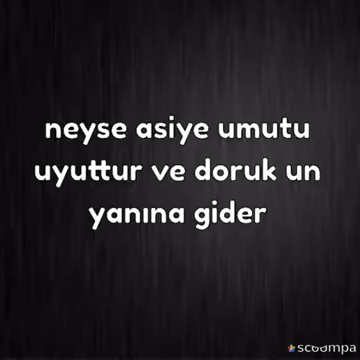 neyse asiye umutu
uyuttur ve doruk un
yanına gider
scoompa